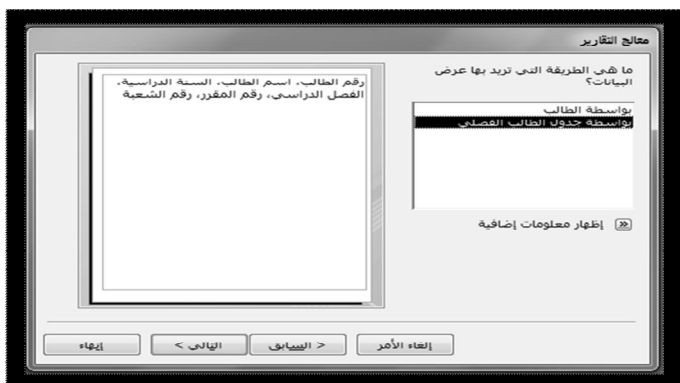 معالج التقارير
ما هي الطريقة التي تريد بها عرض
البيانات؟
بواسطة الطالب
بواسطة جدول الطالب الفصلي
إظهار معلومات إضافية
رقم الطالب، اسم الطالب، السنة الدراسية،
الفصل الدراسي، رقم المقرر، رقم الشعبة
إلغاء الأمر
< السابق
التالي >
إنهاء